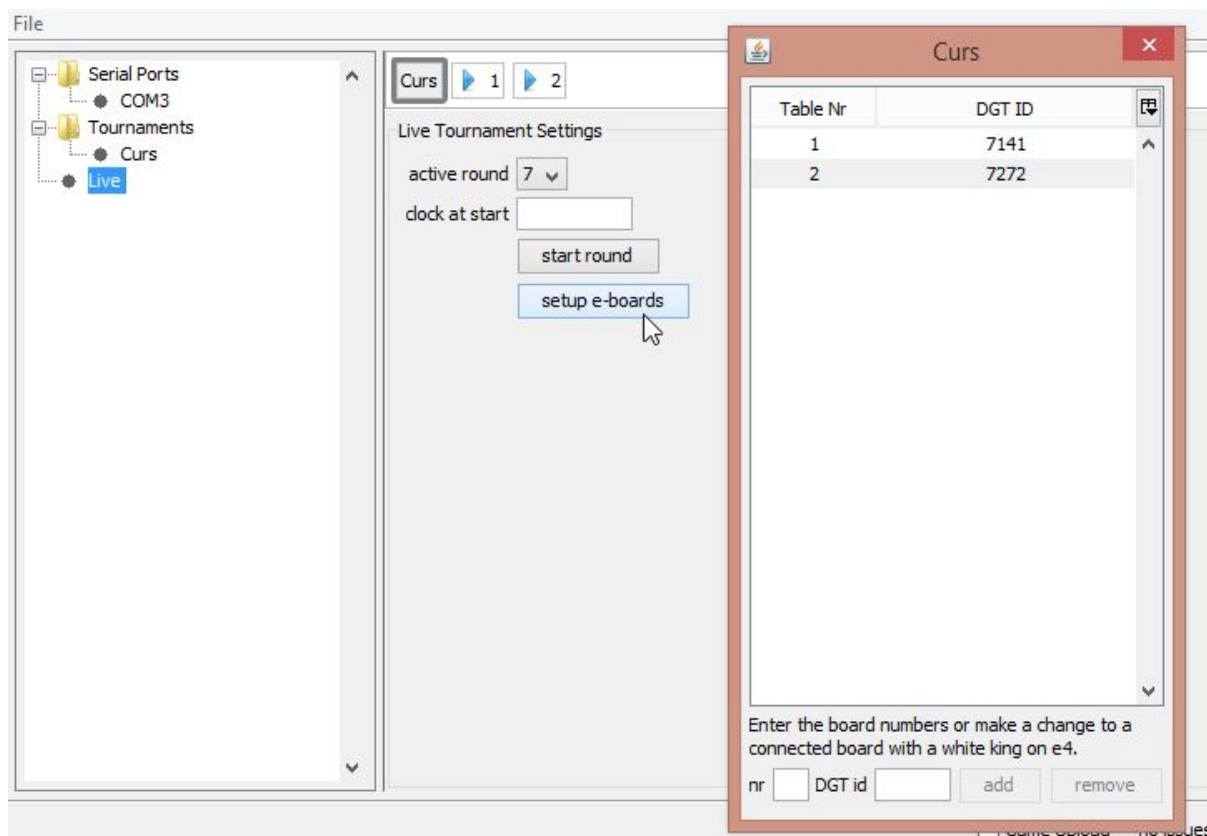 File
Serial Ports
COM3
Tournaments
Curs
Live
Curs 1 2
Live Tournament Settings
active round 7
clock at start
start round
setup e-boards
Curs
Table Nr DGT ID
1 7141
2 7272
Enter the board numbers or make a change to a
connected board with a white king on e4.
nr DGT id add remove